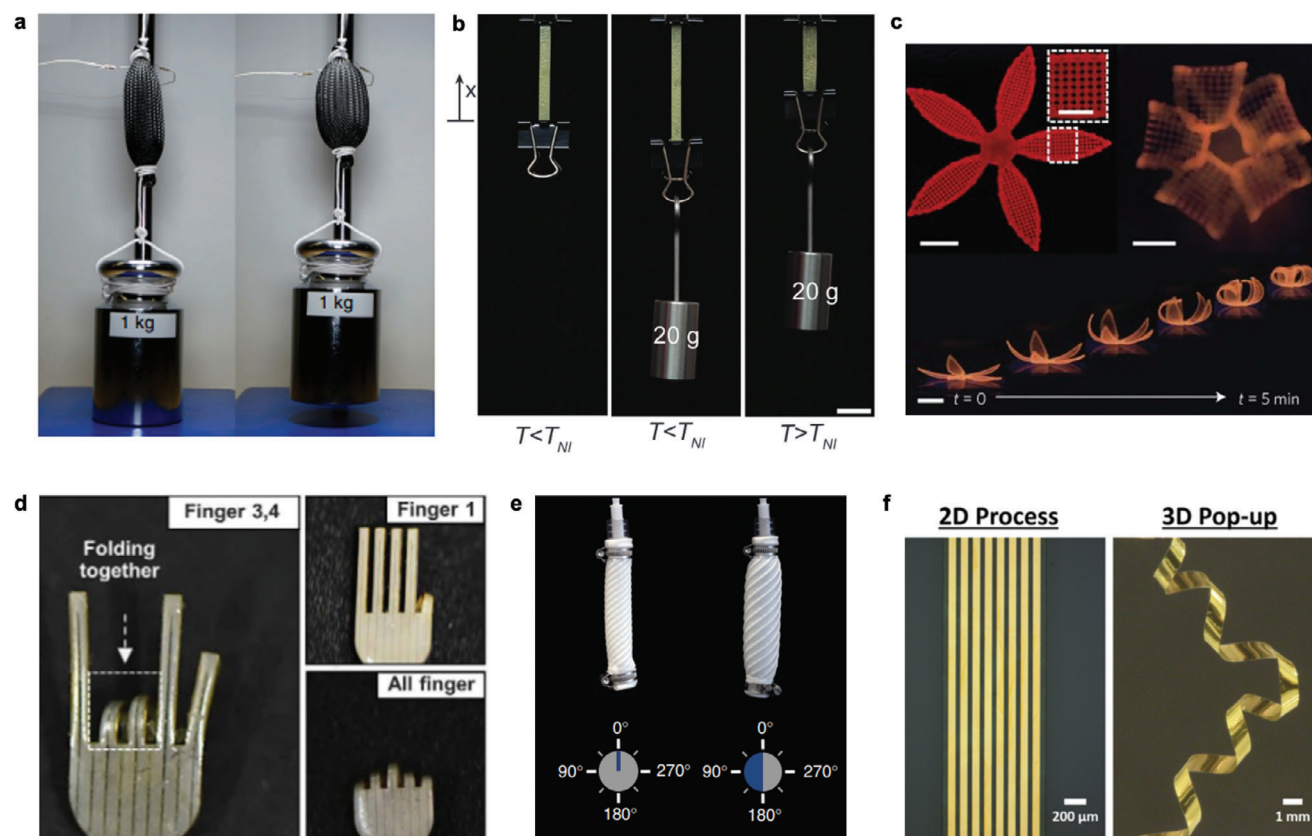 a
1 kg
1 kg
b
x
20 g
20 g
T<T_NI
T<T_NI
T>T_NI
c
t = 0
t = 5 min
d
Finger 3,4
Folding
together
Finger 1
All finger
e
0°
90°
270°
180°
0°
90°
270°
180°
f
2D Process
3D Pop-up
200 μm
1 mm